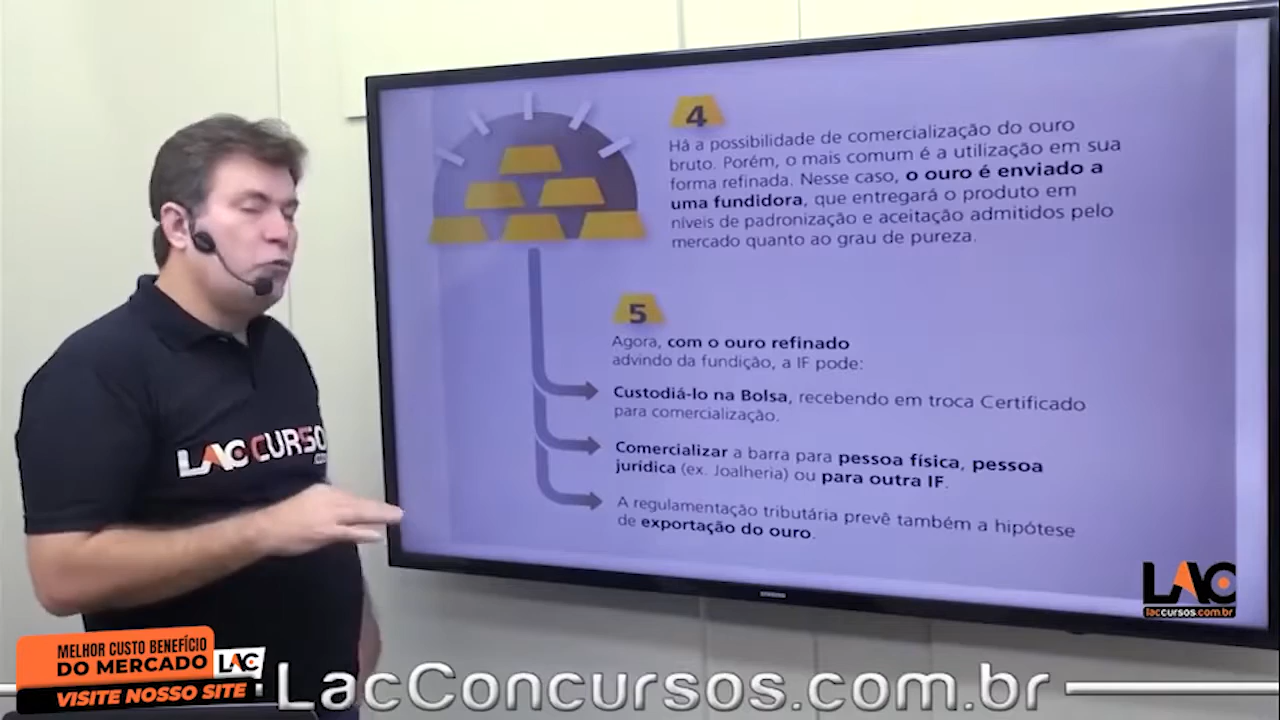 4
Há a possibilidade de comercialização do ouro
bruto. Porém, o mais comum é a utilização em sua
forma refinada. Nesse caso, o ouro é enviado a
uma fundidora, que entregará o produto em
níveis de padronização e aceitação admitidos pelo
mercado quanto ao grau de pureza.
5
Agora, com o ouro refinado
advindo da fundição, a IF pode:
Custodiá-lo na Bolsa, recebendo em troca Certificado
para comercialização.
Comercializar a barra para pessoa física, pessoa
jurídica (ex. Joalheria) ou para outra IF.
A regulamentação tributária prevê também a hipótese
de exportação do ouro.
LAC CURSOS
LAC
laccursos.com.br
SAMSUNG
MELHOR CUSTO BENEFÍCIO
DO MERCADO
LAC
VISITE NOSSO SITE
LacConcursos.com.br